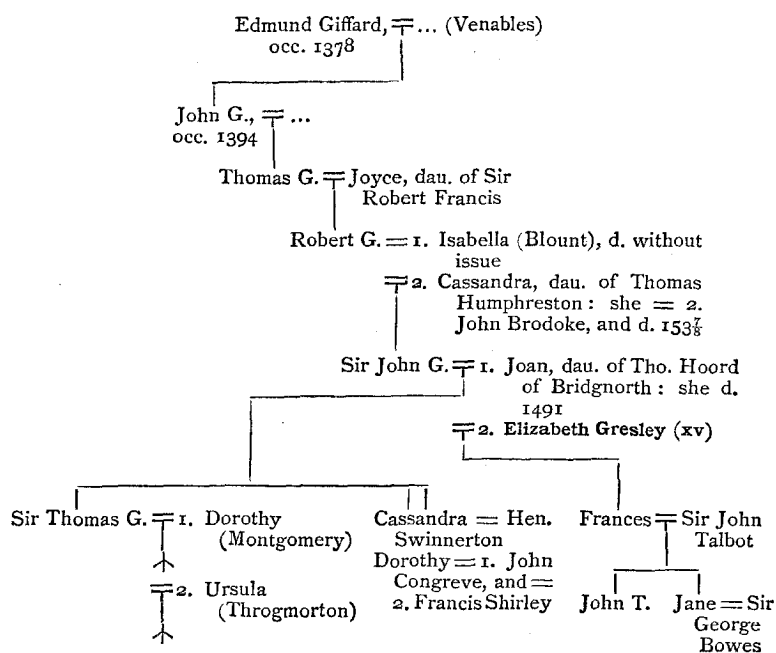 Edmund Giffard, = ... (Venables)
occ. 1378
John G., = ...
occ. 1394
Thomas G. = Joyce, dau. of Sir
Robert Francis
Robert G. = 1. Isabella (Blount), d. without
issue
= 2. Cassandra, dau. of Thomas
Humphreston : she = 2.
John Brodoke, and d. 153⅞
Sir John G. = 1. Joan, dau. of Tho. Hoord
of Bridgnorth : she d.
1491
= 2. Elizabeth Gresley (xv)
Sir Thomas G. = 1. Dorothy
(Montgomery)
= 2. Ursula
(Throgmorton)
Cassandra = Hen.
Swinnerton
Dorothy = 1. John
Congreve, and =
2. Francis Shirley
Frances = Sir John
Talbot
John T.
Jane = Sir
George
Bowes